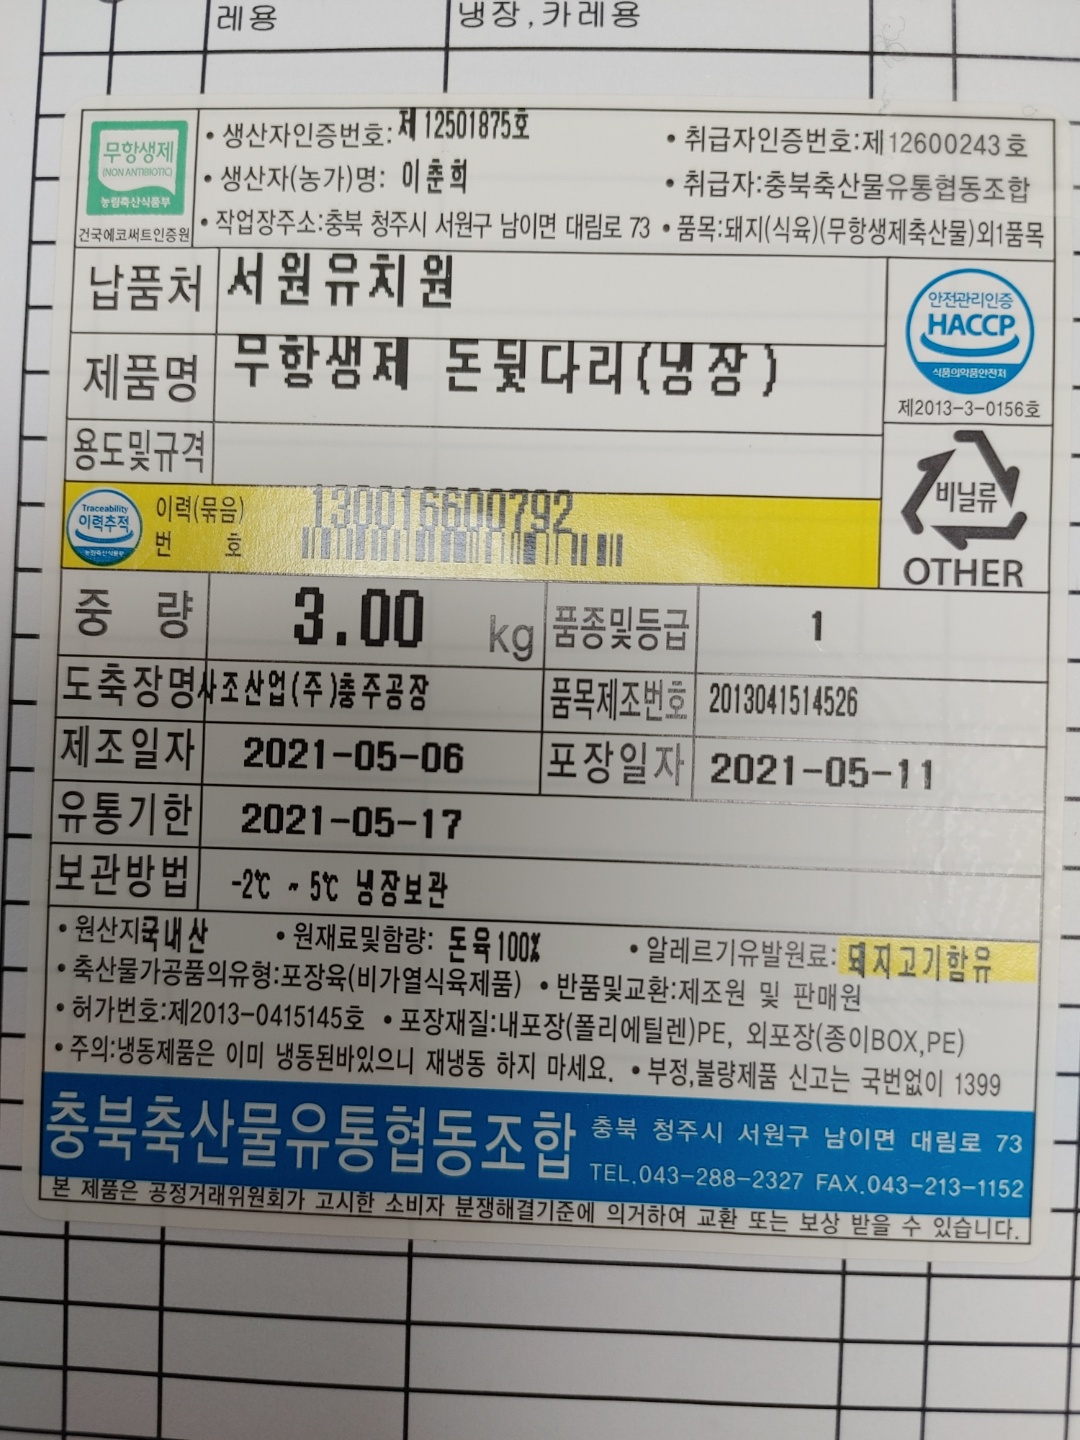 레용
냉장,카레용
무항생제
(NON ANTIBIOTIC)
농림축산식품부
건국에코써트인증원
• 생산자인증번호: 제 12501875호
• 취급자인증번호:제12600243호
• 생산자(농가)명: 이춘희
• 취급자:충북축산물유통협동조합
• 작업장주소:충북 청주시 서원구 남이면 대림로 73 • 품목:돼지(식육)(무항생제축산물)외1품목
납품처 서원유치원
안전관리인증
HACCP
식품의약품안전처
제2013-3-0156호
제품명 무항생제 돈뒷다리(냉장)
용도및규격
비닐류
OTHER
Traceability
이력추적
농림축산식품부
이력(묶음)
번 호
130016600792
중 량 3.00 kg 품종및등급 1
도축장명 사조산업(주)충주공장 품목제조번호 2013041514526
제조일자 2021-05-06 포장일자 2021-05-11
유통기한 2021-05-17
보관방법 -2℃ ~ 5℃ 냉장보관
• 원산지국내산 • 원재료및함량: 돈육100% • 알레르기유발원료: 돼지고기함유
• 축산물가공품의유형:포장육(비가열식육제품) • 반품및교환:제조원 및 판매원
• 허가번호:제2013-0415145호 • 포장재질:내포장(폴리에틸렌)PE, 외포장(종이BOX,PE)
• 주의:냉동제품은 이미 냉동된바있으니 재냉동 하지 마세요. • 부정,불량제품 신고는 국번없이 1399
충북축산물유통협동조합
충북 청주시 서원구 남이면 대림로 73
TEL.043-288-2327 FAX.043-213-1152
본 제품은 공정거래위원회가 고시한 소비자 분쟁해결기준에 의거하여 교환 또는 보상 받을 수 있습니다.